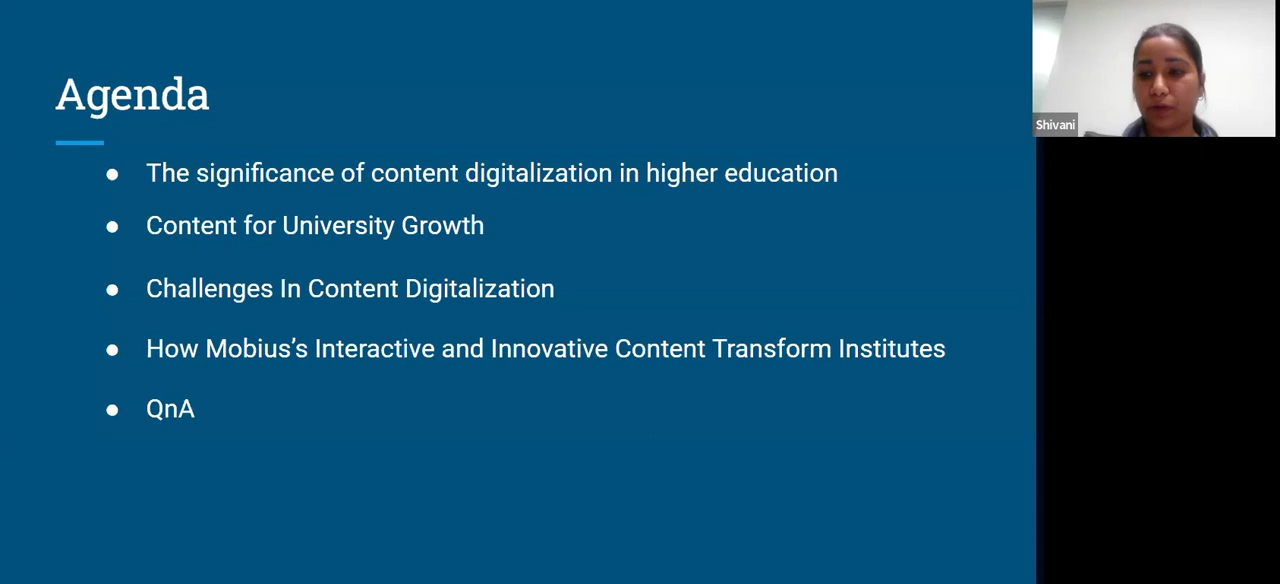 Agenda
● The significance of content digitalization in higher education
● Content for University Growth
● Challenges In Content Digitalization
● How Mobius’s Interactive and Innovative Content Transform Institutes
● QnA
Shivani